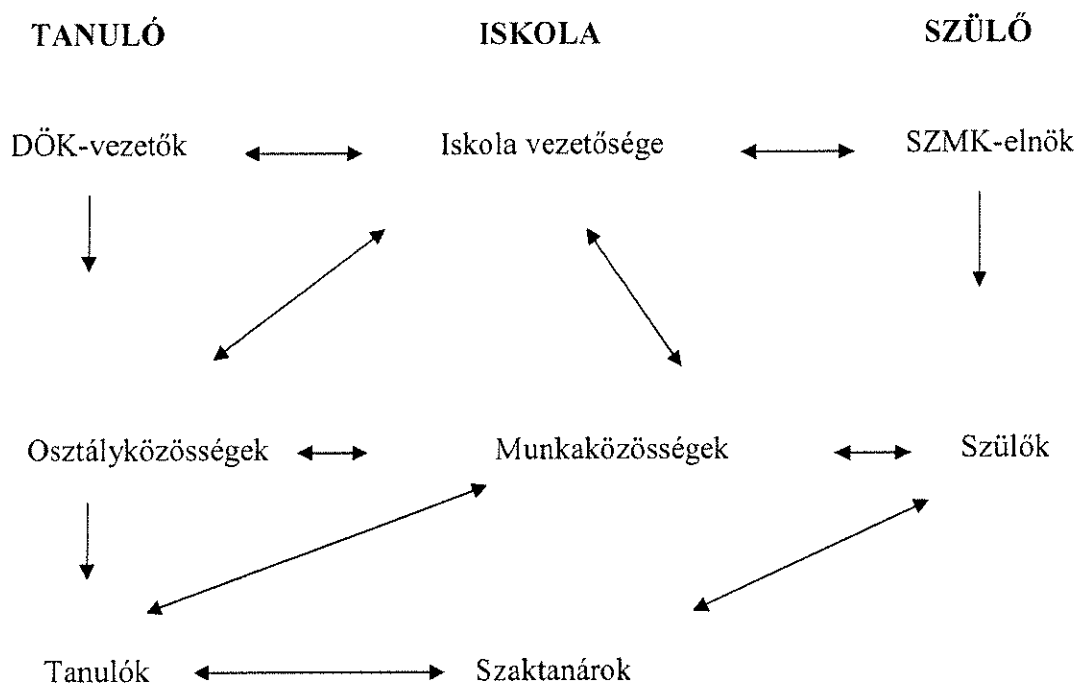 TANULÓ ISKOLA SZÜLŐ
DÖK-vezetők Iskola vezetősége SZMK-elnök
Osztályközösségek Munkaközösségek Szülők
Tanulók Szaktanárok